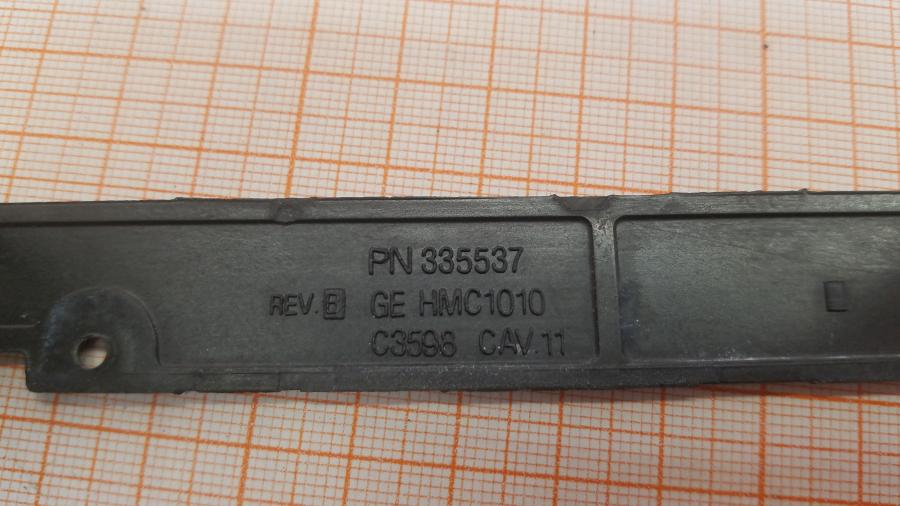 PN 335537
REV. B GE HMC1010
C3598 CAV.11